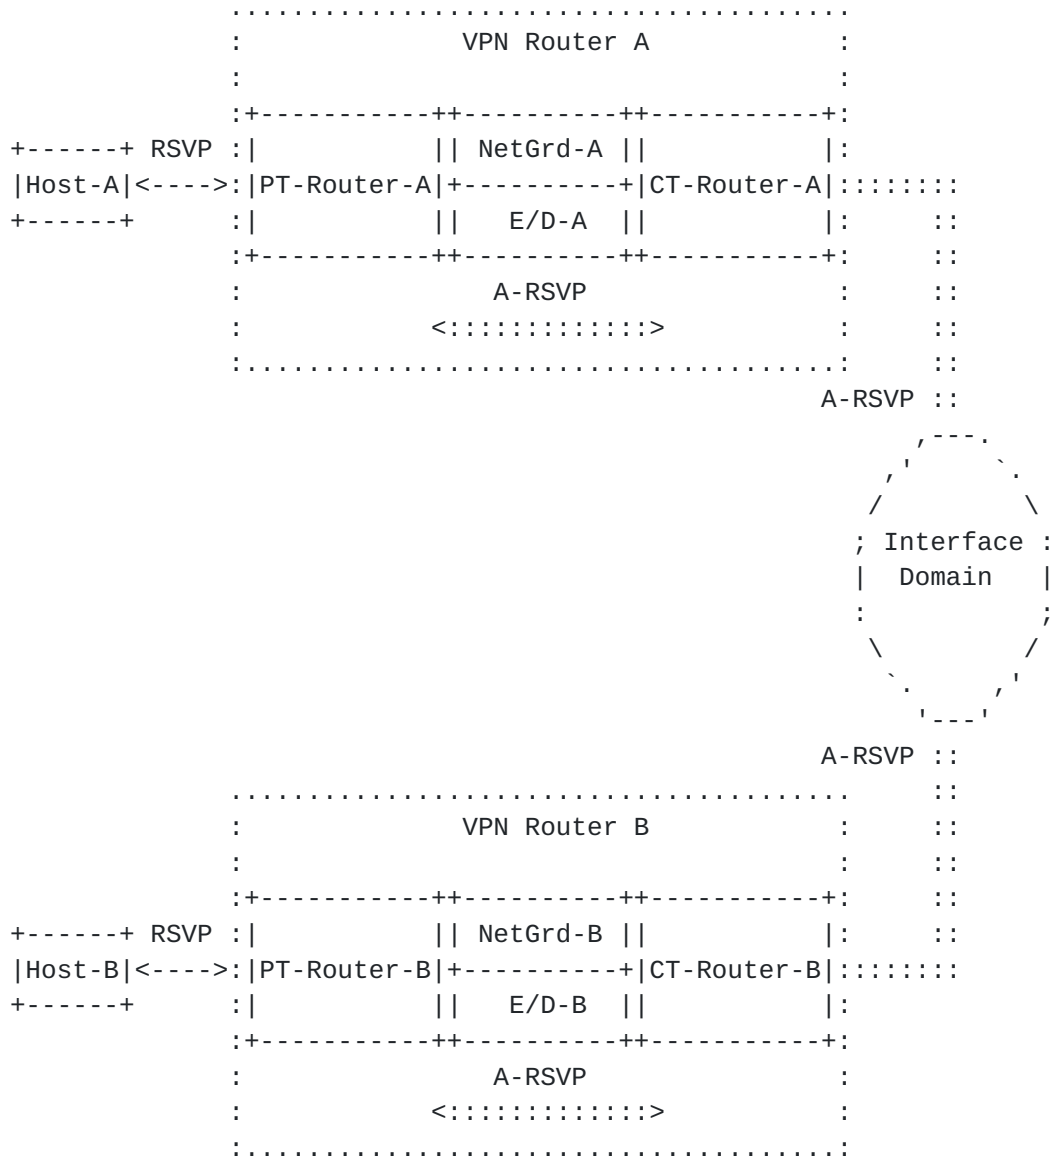 VPN Router A
RSVP NetGrd-A
Host-A PT-Router-A CT-Router-A
E/D-A
A-RSVP
A-RSVP
Interface
Domain
A-RSVP
VPN Router B
RSVP NetGrd-B
Host-B PT-Router-B CT-Router-B
E/D-B
A-RSVP